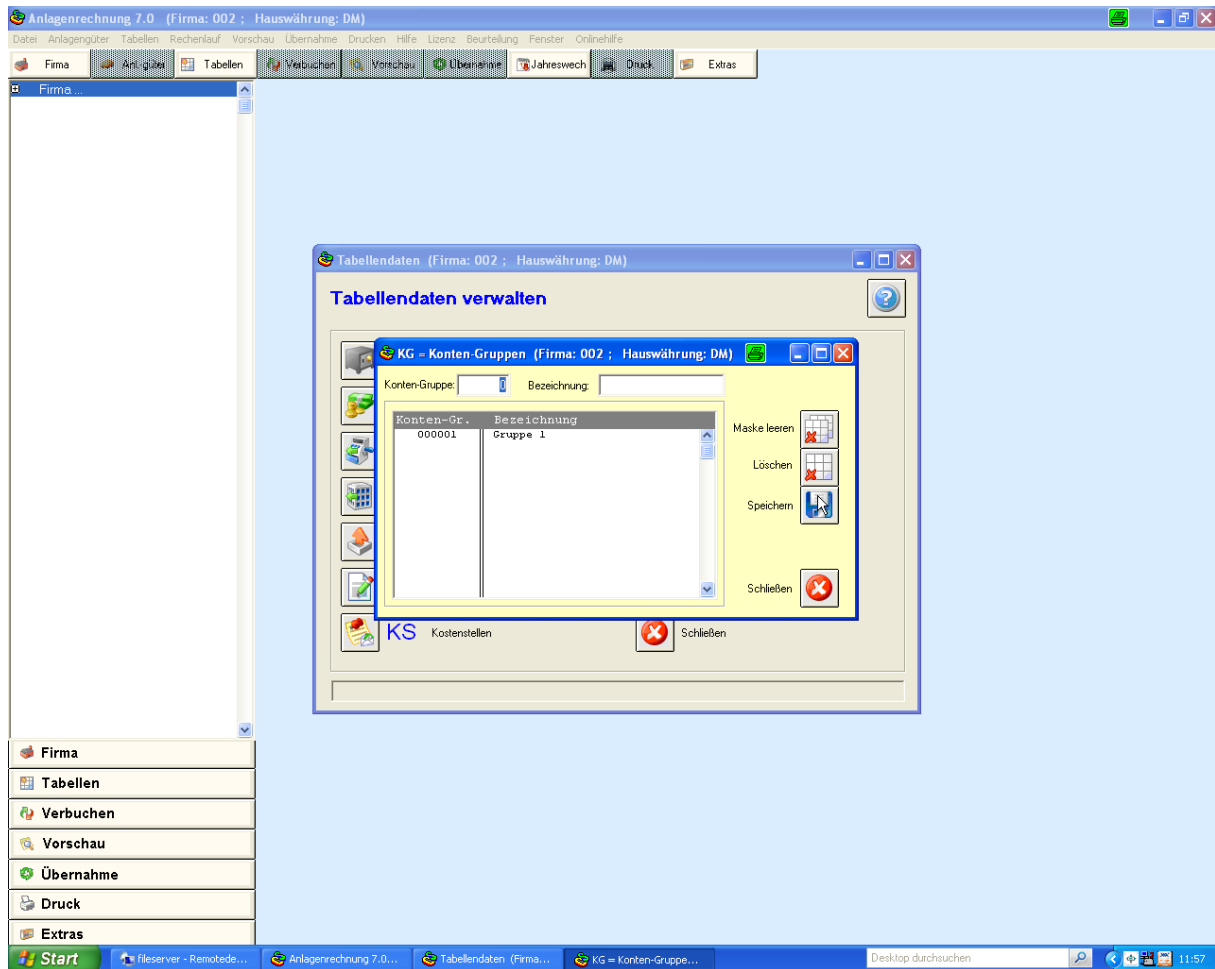 Anlagenrechnung 7.0 (Firma: 002 ; Hauswährung: DM)
Datei Anlagengüter Tabellen Rechenlauf Vorschau Übernahme Drucken Hilfe Lizenz Beurteilung Fenster Onlinehilfe
Firma Anl.-güter Tabellen Verbuchen Vorschau Übernahme Jahreswech Druck Extras
Firma ...
Tabellendaten (Firma: 002 ; Hauswährung: DM)
Tabellendaten verwalten
KG = Konten-Gruppen (Firma: 002 ; Hauswährung: DM)
Konten-Gruppe: 0 Bezeichnung:
Konten-Gr. Bezeichnung
000001 Gruppe 1
Maske leeren
Löschen
Speichern
Schließen
KS Kostenstellen Schließen
Firma
Tabellen
Verbuchen
Vorschau
Übernahme
Druck
Extras
Start fileserver - Remotede... Anlagenrechnung 7.0... Tabellendaten (Firma... KG = Konten-Gruppe... Desktop durchsuchen 11:57